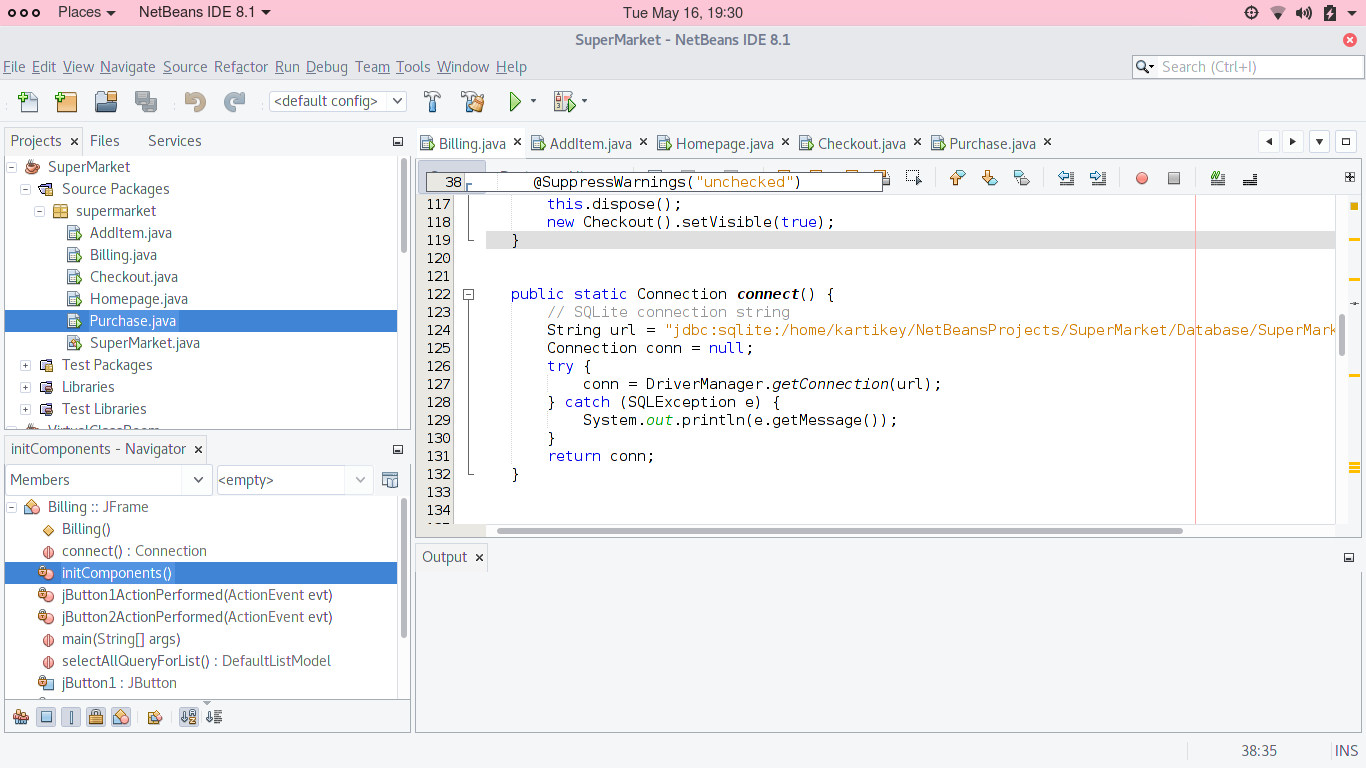 Places NetBeans IDE 8.1 Tue May 16, 19:30
SuperMarket - NetBeans IDE 8.1
File Edit View Navigate Source Refactor Run Debug Team Tools Window Help
Search (Ctrl+I)
<default config>
Projects Files Services
SuperMarket
Source Packages
supermarket
AddItem.java
Billing.java
Checkout.java
Homepage.java
Purchase.java
SuperMarket.java
Test Packages
Libraries
Test Libraries
initComponents - Navigator
Members <empty>
Billing :: JFrame
Billing()
connect() : Connection
initComponents()
jButton1ActionPerformed(ActionEvent evt)
jButton2ActionPerformed(ActionEvent evt)
main(String[] args)
selectAllQueryForList() : DefaultListModel
jButton1 : JButton
Billing.java AddItem.java Homepage.java Checkout.java Purchase.java
38 @SuppressWarnings("unchecked")
117 this.dispose();
118 new Checkout().setVisible(true);
119 }
120
121
122 public static Connection connect() {
123 // SQLite connection string
124 String url = "jdbc:sqlite:/home/kartikey/NetBeansProjects/SuperMarket/Database/SuperMark
125 Connection conn = null;
126 try {
127 conn = DriverManager.getConnection(url);
128 } catch (SQLException e) {
129 System.out.println(e.getMessage());
130 }
131 return conn;
132 }
133
134
Output
38:35 INS